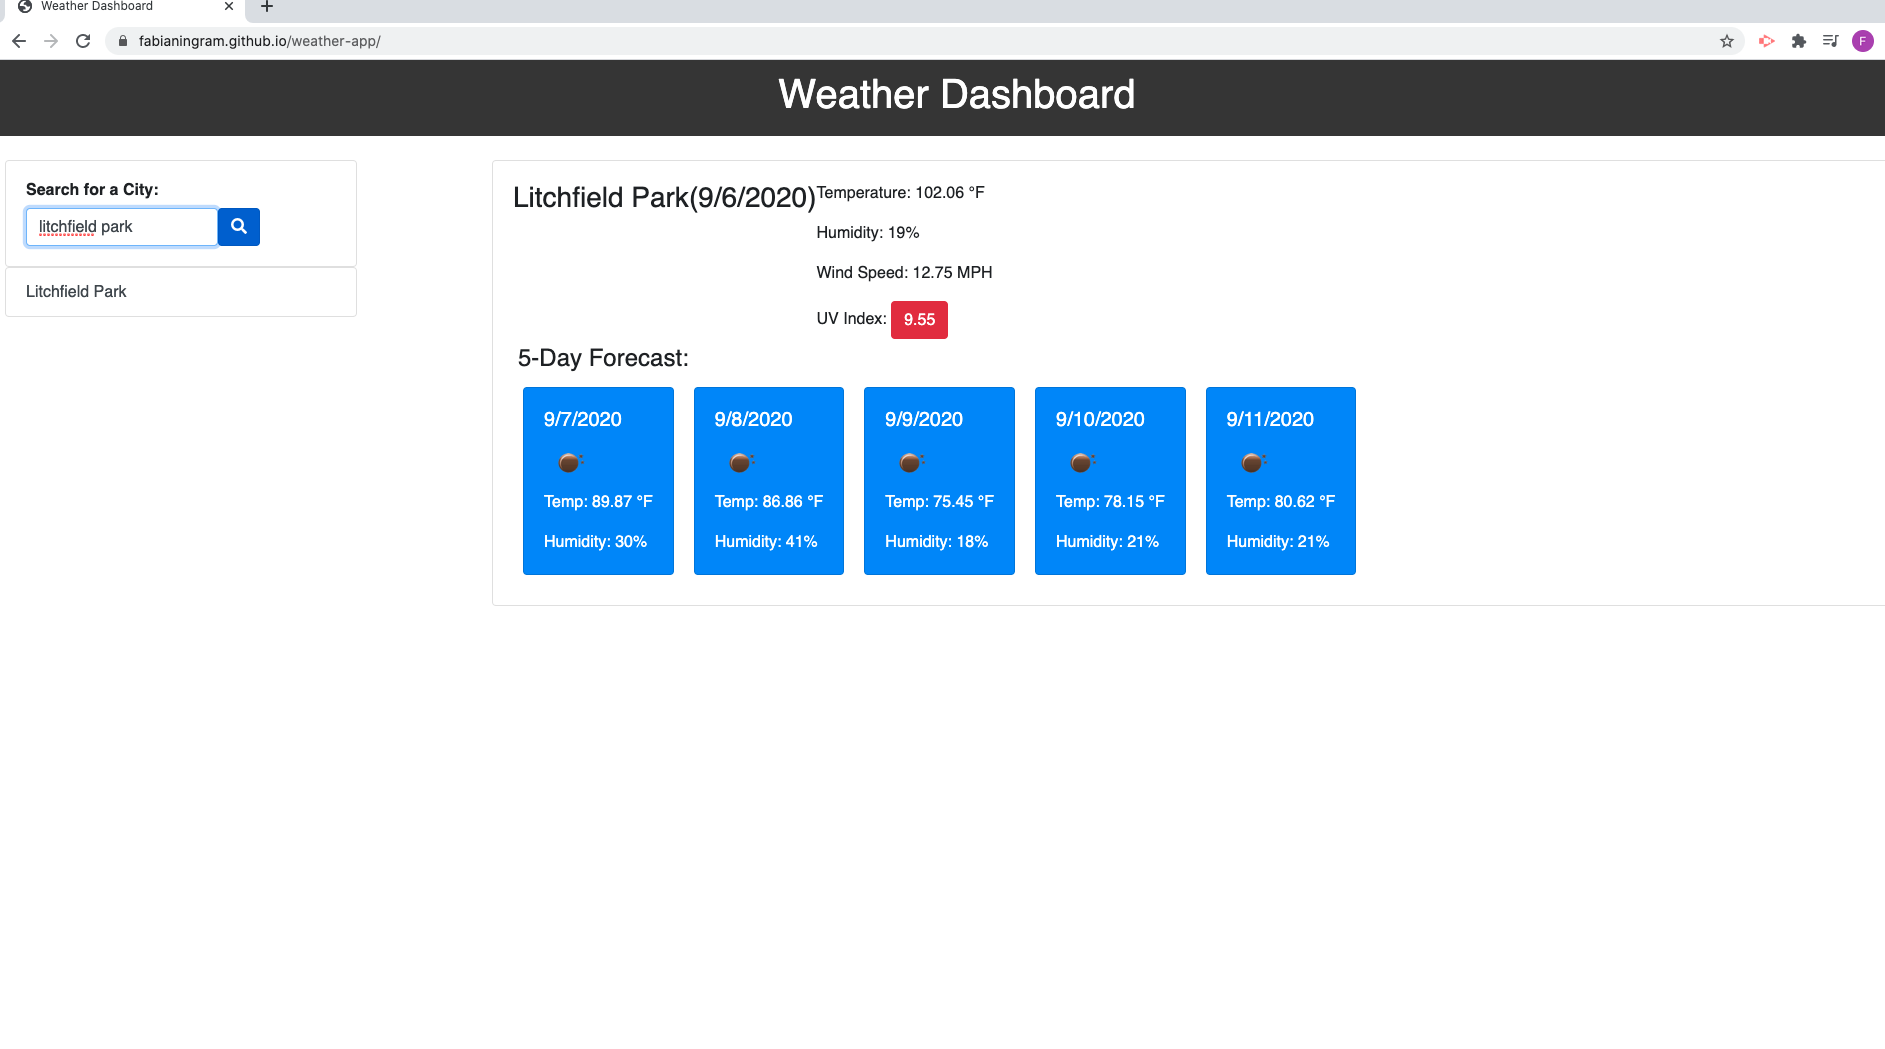 Weather Dashboard
fabianingram.github.io/weather-app/
F
Weather Dashboard
Search for a City:
litchfield park
Litchfield Park
Litchfield Park(9/6/2020)
Temperature: 102.06 °F
Humidity: 19%
Wind Speed: 12.75 MPH
UV Index: 9.55
5-Day Forecast:
9/7/2020
Temp: 89.87 °F
Humidity: 30%
9/8/2020
Temp: 86.86 °F
Humidity: 41%
9/9/2020
Temp: 75.45 °F
Humidity: 18%
9/10/2020
Temp: 78.15 °F
Humidity: 21%
9/11/2020
Temp: 80.62 °F
Humidity: 21%